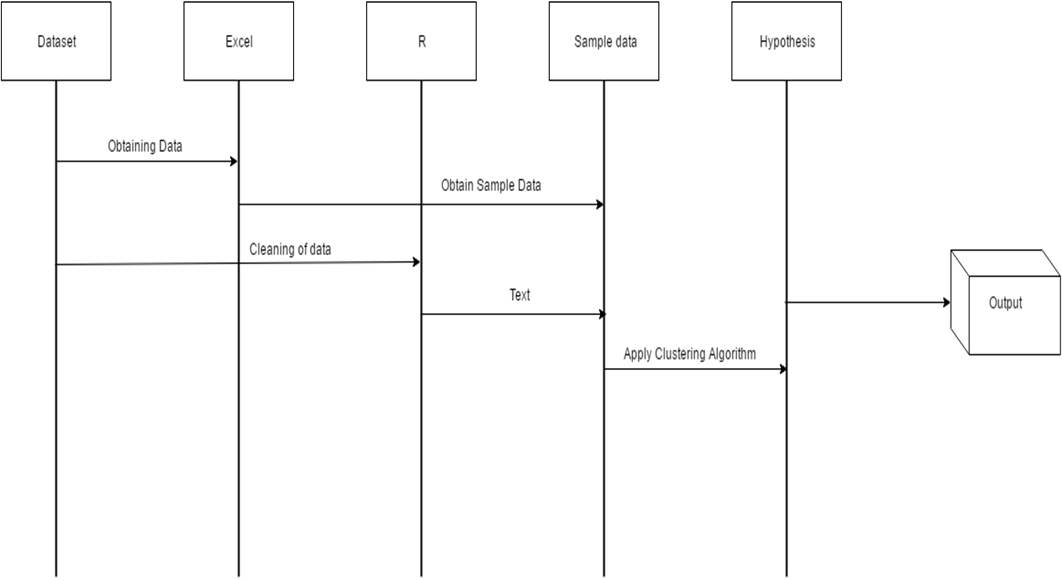 Dataset
Excel
R
Sample data
Hypothesis
Obtaining Data
Obtain Sample Data
Cleaning of data
Text
Output
Apply Clustering Algorithm